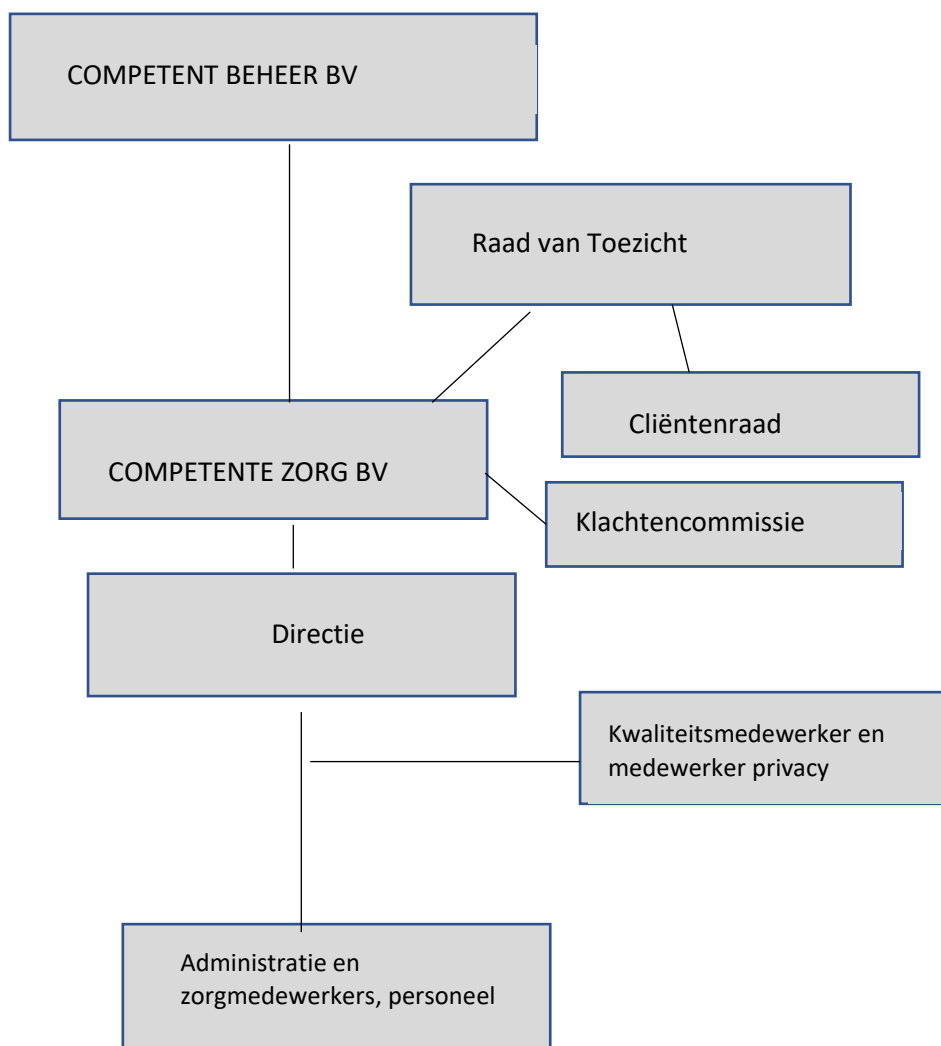 COMPETENT BEHEER BV
Raad van Toezicht
Cliëntenraad
COMPETENTE ZORG BV
Klachtencommissie
Directie
Kwaliteitsmedewerker en
medewerker privacy
Administratie en
zorgmedewerkers, personeel